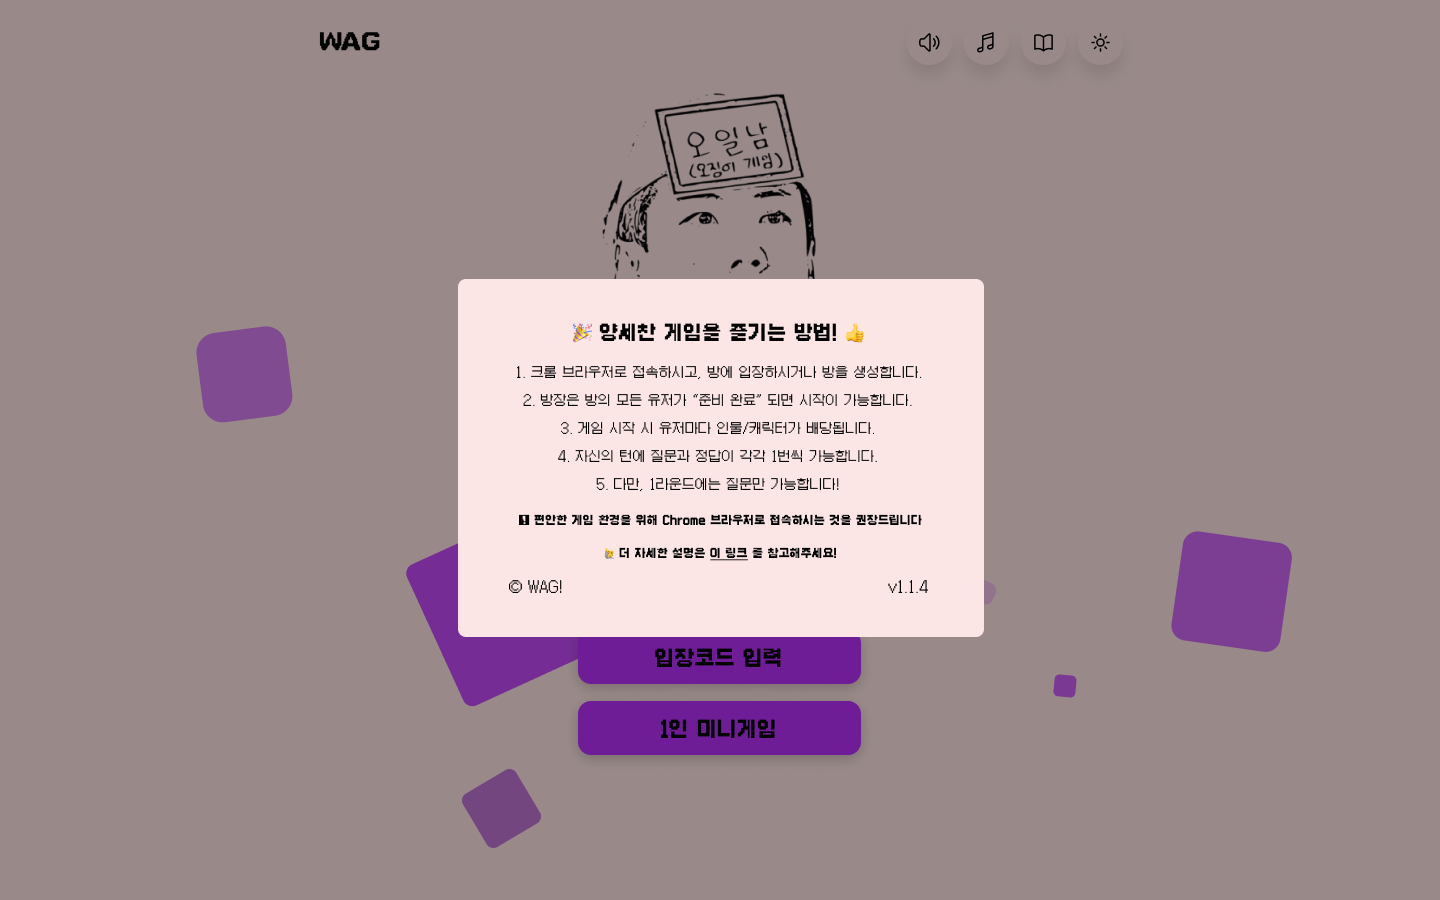 WAG
오일남
(오징어 게임)
🎉 양세찬 게임을 즐기는 방법! 👍
1. 크롬 브라우저로 접속하시고, 방에 입장하시거나 방을 생성합니다.
2. 방장은 방의 모든 유저가 “준비 완료” 되면 시작이 가능합니다.
3. 게임 시작 시 유저마다 인물/캐릭터가 배당됩니다.
4. 자신의 턴에 질문과 정답이 각각 1번씩 가능합니다.
5. 다만, 1라운드에는 질문만 가능합니다!
편안한 게임 환경을 위해 Chrome 브라우저로 접속하시는 것을 권장드립니다
🙋 더 자세한 설명은 이 링크 를 참고해주세요!
© WAG!
v1.1.4
입장코드 입력
1인 미니게임